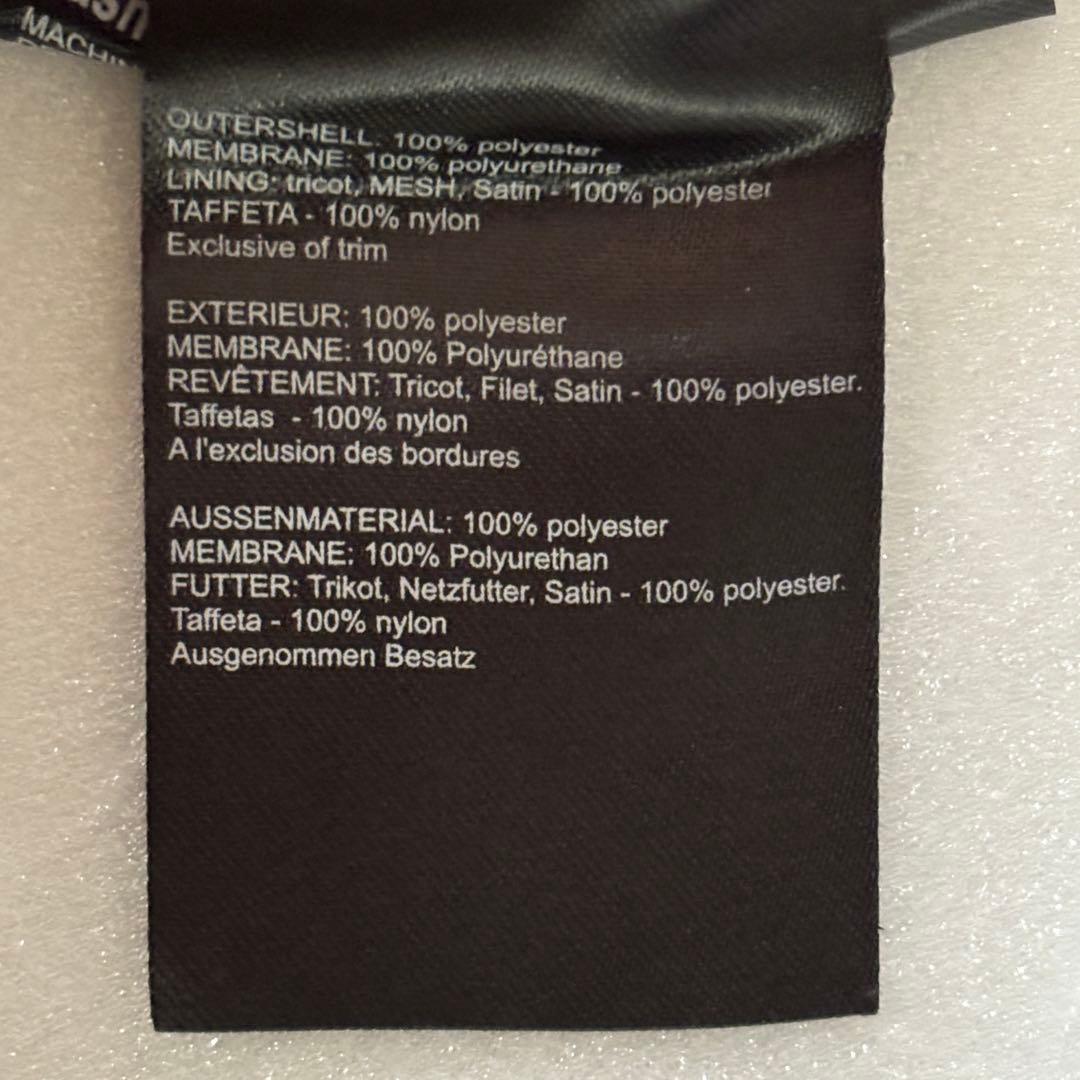 MACHIN
OUTERSHELL: 100% polyester
MEMBRANE: 100% polyurethane
LINING: tricot, MESH, Satin - 100% polyester
TAFFETA - 100% nylon
Exclusive of trim
EXTERIEUR: 100% polyester
MEMBRANE: 100% Polyuréthane
REVÊTEMENT: Tricot, Filet, Satin - 100% polyester.
Taffetas - 100% nylon
A l'exclusion des bordures
AUSSENMATERIAL: 100% polyester
MEMBRANE: 100% Polyurethan
FUTTER: Trikot, Netzfutter, Satin - 100% polyester.
Taffeta - 100% nylon
Ausgenommen Besatz